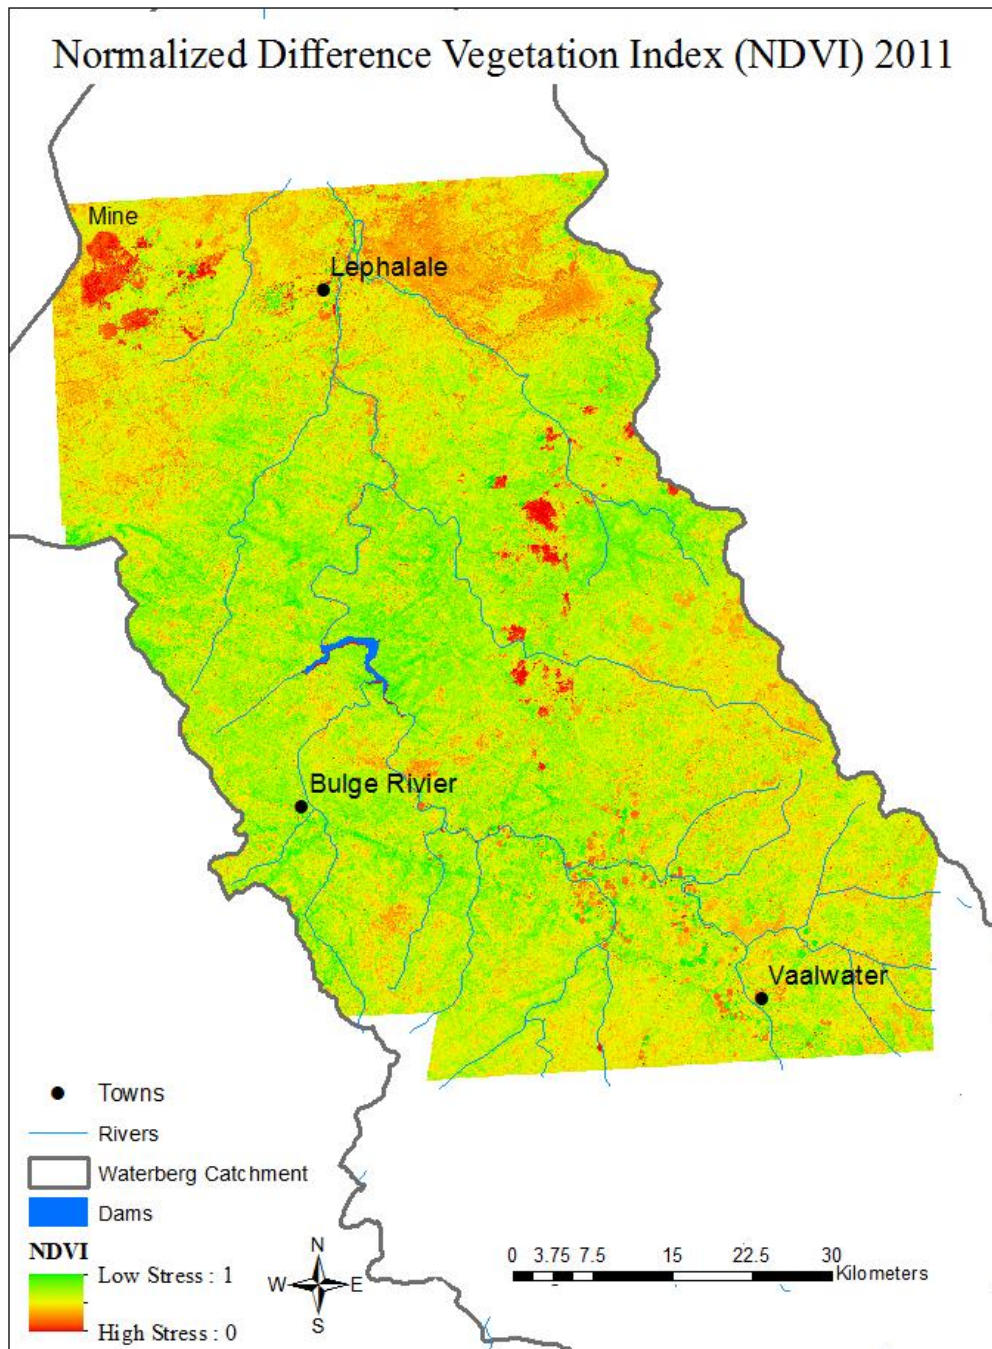 Normalized Difference Vegetation Index (NDVI) 2011
Mine
Lephalale
Bulge Rivier
Vaalwater
Towns
Rivers
Waterberg Catchment
Dams
NDVI
Low Stress : 1
High Stress : 0
N
W E
S
0 3.75 7.5 15 22.5 30
Kilometers